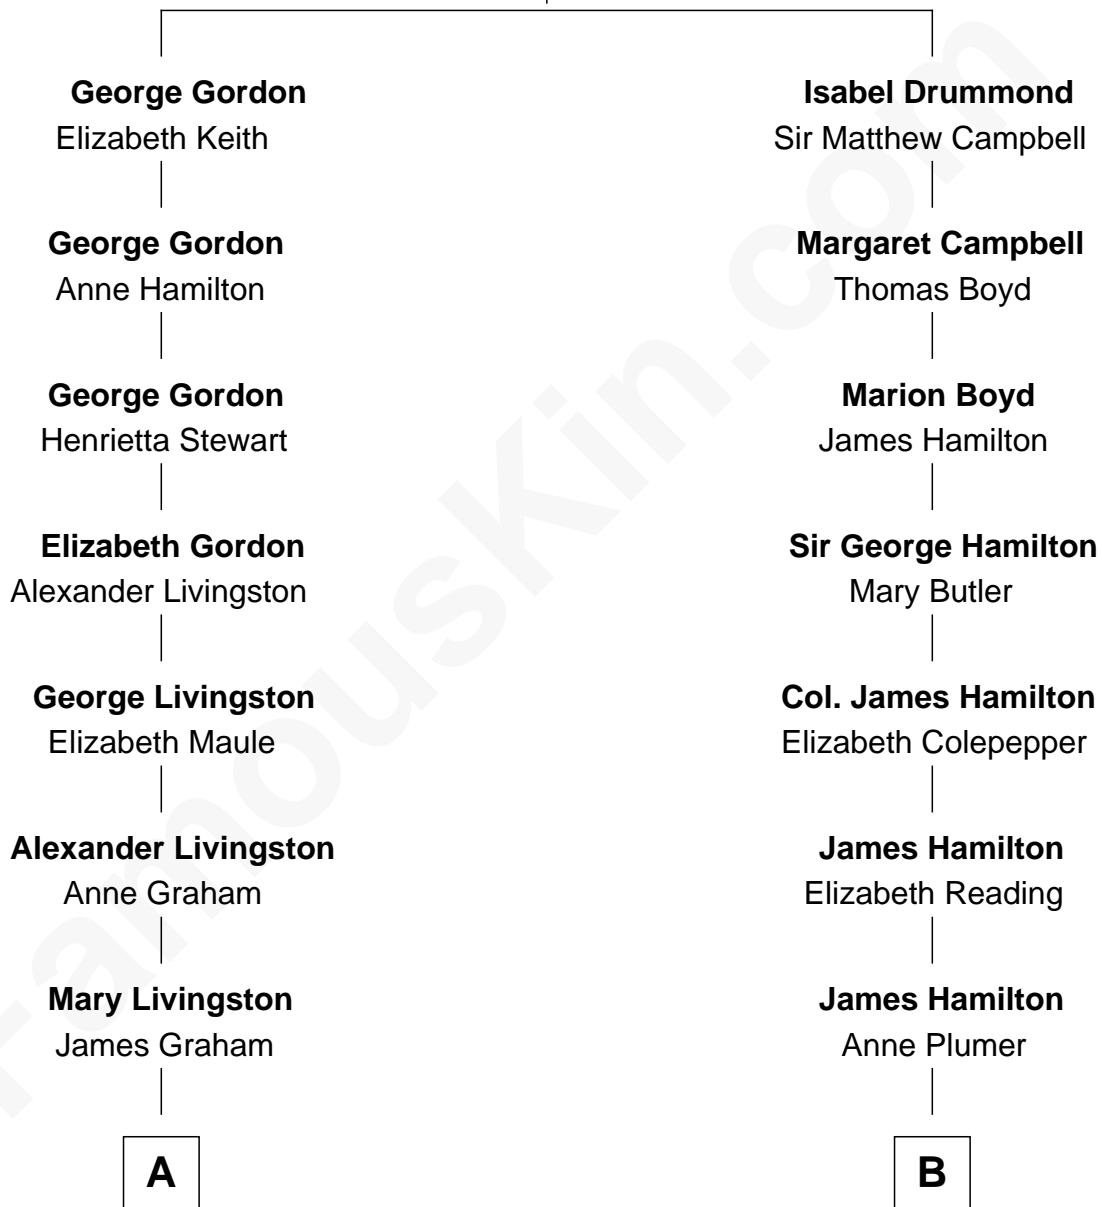 George Gordon
Elizabeth Keith
George Gordon
Anne Hamilton
George Gordon
Henrietta Stewart
Elizabeth Gordon
Alexander Livingston
George Livingston
Elizabeth Maule
Alexander Livingston
Anne Graham
Mary Livingston
James Graham
A
Isabel Drummond
Sir Matthew Campbell
Margaret Campbell
Thomas Boyd
Marion Boyd
James Hamilton
Sir George Hamilton
Mary Butler
Col. James Hamilton
Elizabeth Colepepper
James Hamilton
Elizabeth Reading
James Hamilton
Anne Plumer
B
FamousKin.com